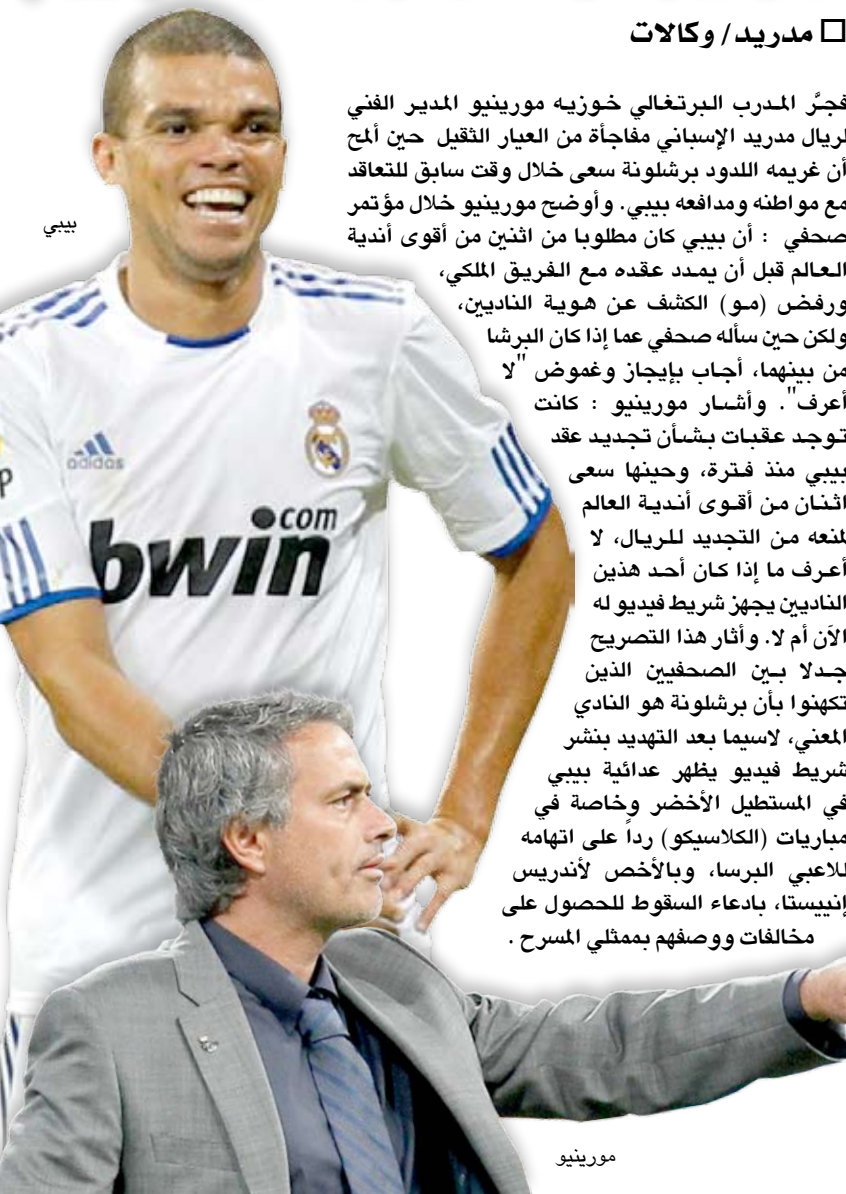 □ مدريد / وكالات
فجرَّ المدرب البرتغالي خوزيه مورينيو المدير الفني
لريال مدريد الإسباني مفاجأة من العيار الثقيل حين ألمح
أن غريمه اللدود برشلونة سعى خلال وقت سابق للتعاقد
مع مواطنه ومدافعه بيبي. وأوضح مورينيو خلال مؤتمر
صحفي : أن بيبي كان مطلوبا من اثنين من أقوى أندية
العالم قبل أن يمدد عقده مع الفريق الملكي،
ورفض (مو) الكشف عن هوية الناديين،
ولكن حين سأله صحفي عما إذا كان البرشا
من بينهما، أجاب بإيجاز وغموض "لا
أعرف". وأشار مورينيو : كانت
توجد عقبات بشأن تجديد عقد
بيبي منذ فترة، وحينها سعى
اثنان من أقوى أندية العالم
لمنعه من التجديد للريال، لا
أعرف ما إذا كان أحد هذين
الناديين يجهز شريط فيديو له
الآن أم لا. وأثار هذا التصريح
جدلا بين الصحفيين الذين
تكهنوا بأن برشلونة هو النادي
المعني، لاسيما بعد التهديد بنشر
شريط فيديو يظهر عدائية بيبي
في المستطيل الأخضر وخاصة في
مباريات (الكلاسيكو) رداً على اتهامه
للاعبي البرسا، وبالأخص لأندريس
إنييستا، بادعاء السقوط للحصول على
مخالفات ووصفهم بممثلي المسرح .
بيبي
adidas
P
bwin.com
مورينيو